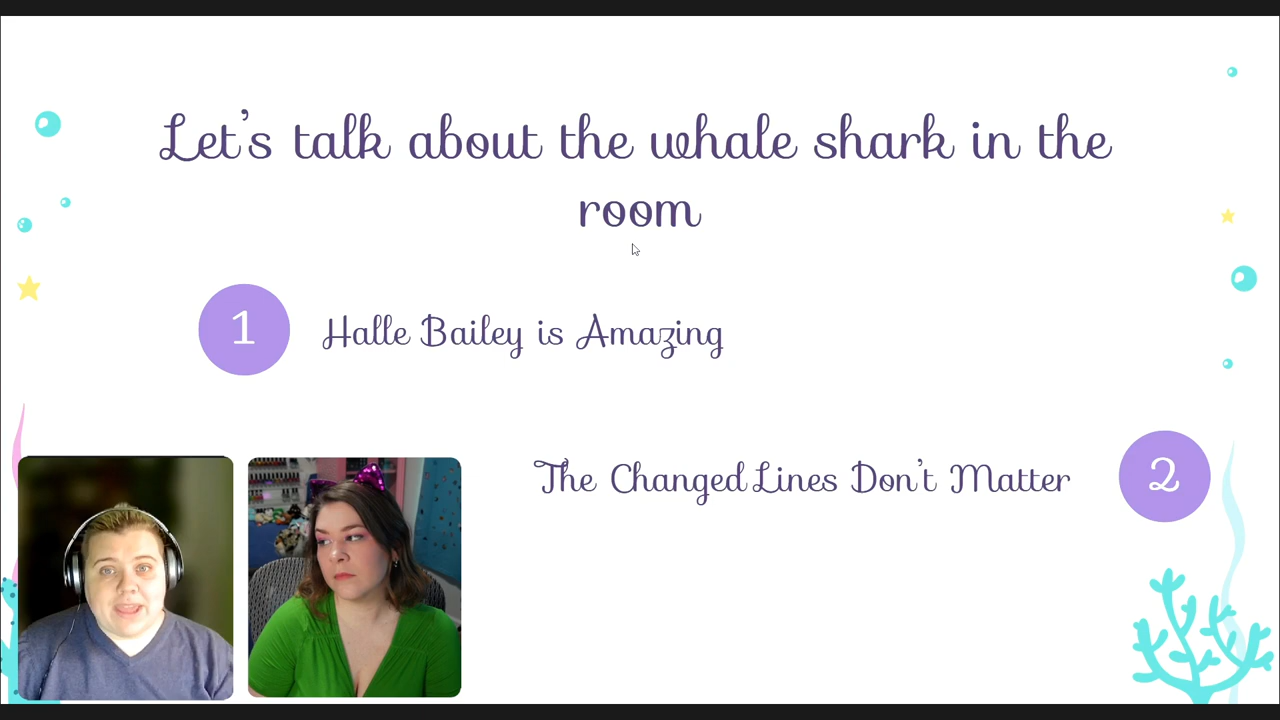 Let's talk about the whale shark in the
room
1
Halle Bailey is Amazing
The Changed Lines Don't Matter
2